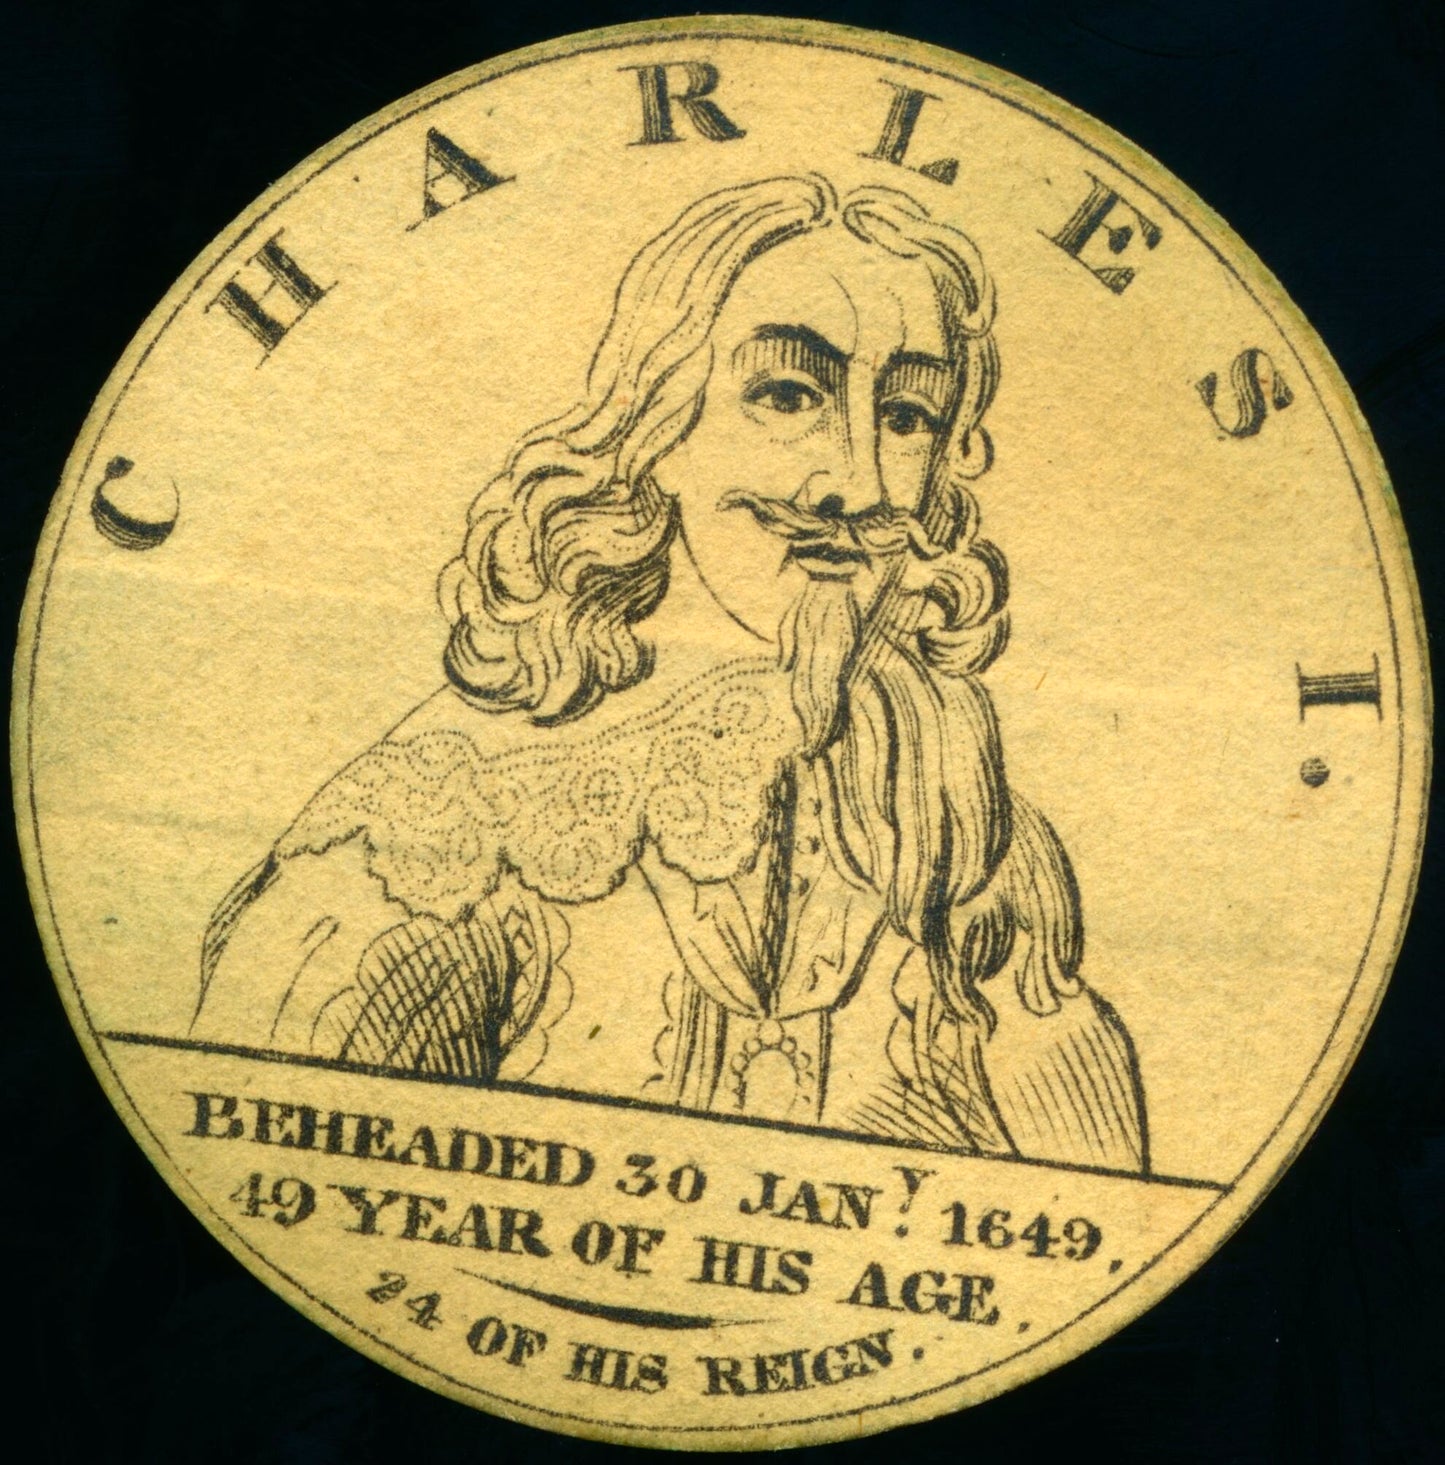 CHARLES I.
BEHEADED 30 JANY. 1649,
49 YEAR OF HIS AGE,
24 OF HIS REIGN.